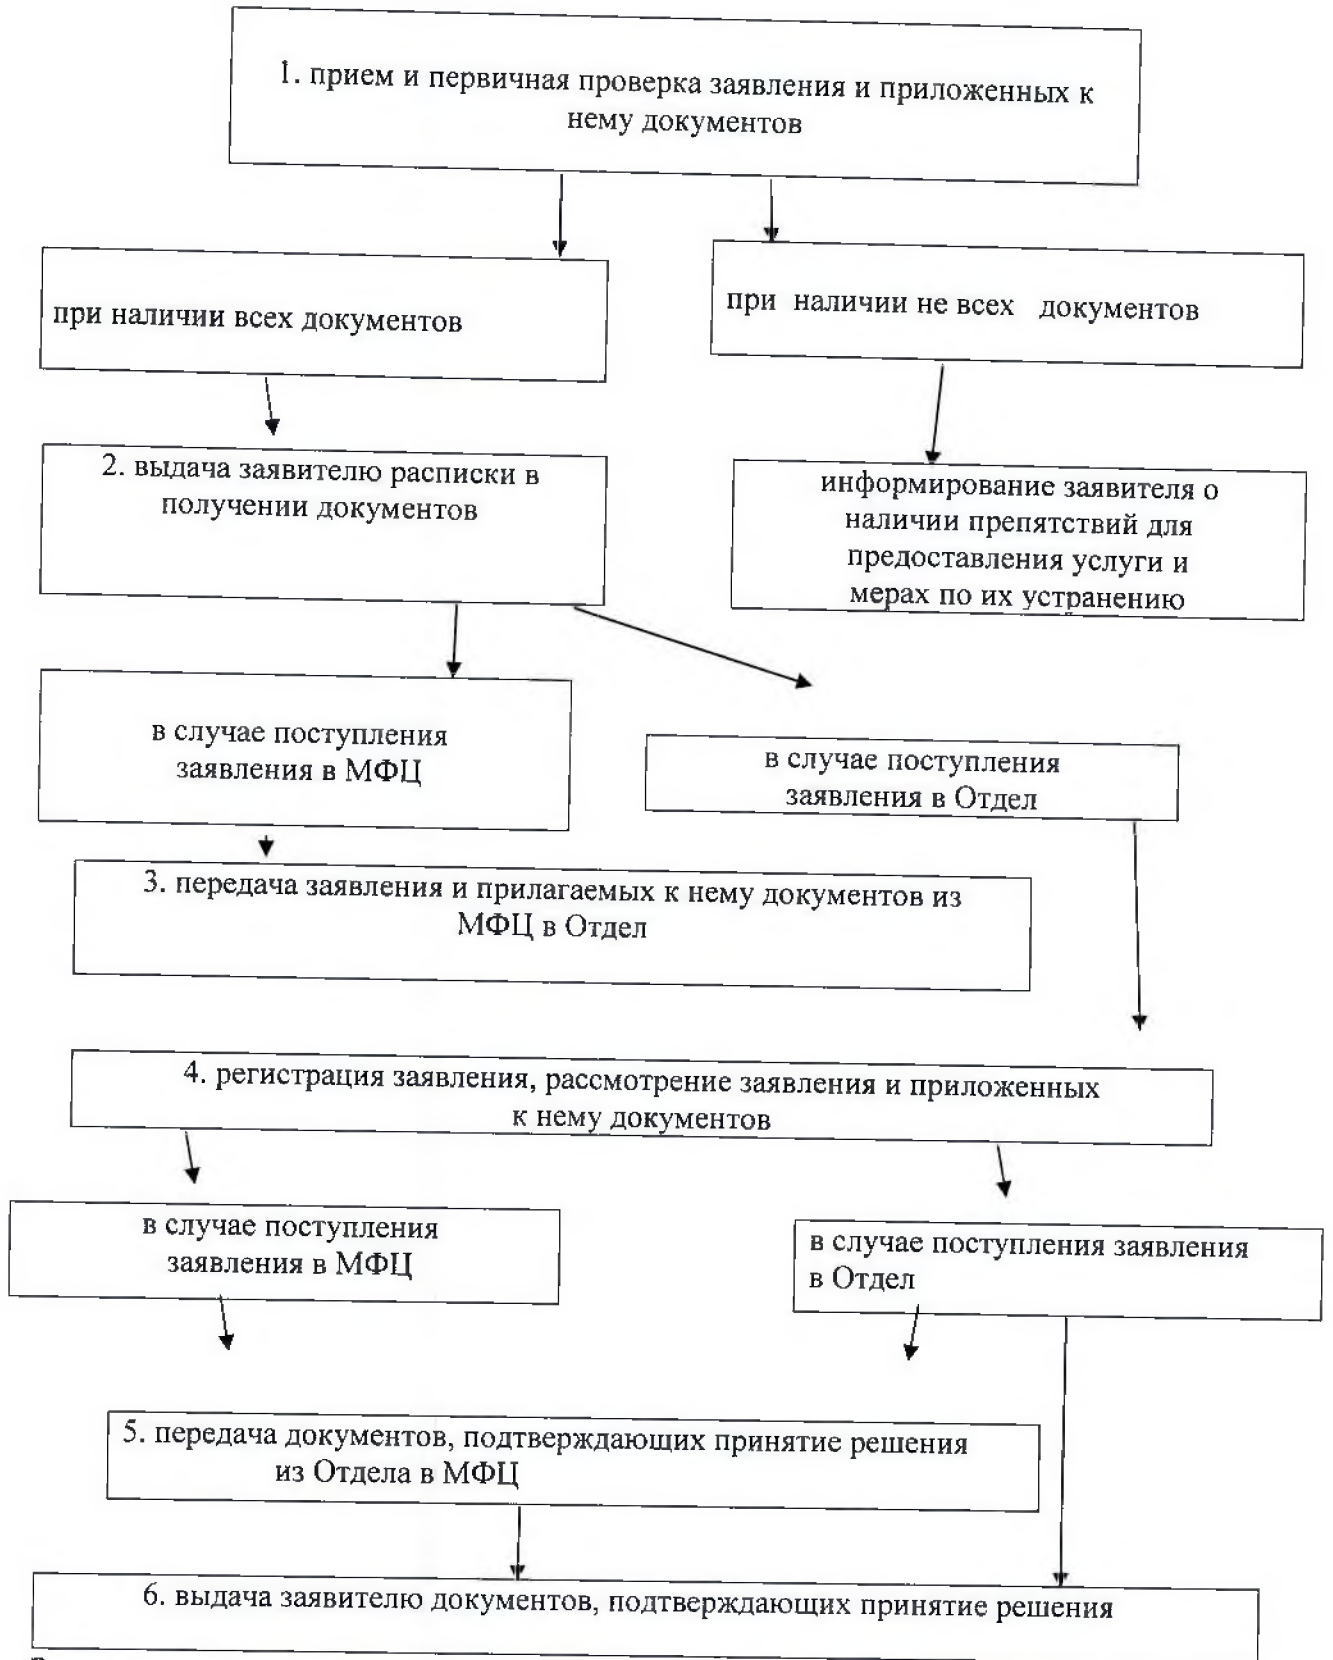 1. прием и первичная проверка заявления и приложенных к
нему документов
при наличии всех документов
при наличии не всех документов
2. выдача заявителю расписки в
получении документов
информирование заявителя о
наличии препятствий для
предоставления услуги и
мерах по их устранению
в случае поступления
заявления в МФЦ
в случае поступления
заявления в Отдел
3. передача заявления и прилагаемых к нему документов из
МФЦ в Отдел
4. регистрация заявления, рассмотрение заявления и приложенных
к нему документов
в случае поступления
заявления в МФЦ
в случае поступления заявления
в Отдел
5. передача документов, подтверждающих принятие решения
из Отдела в МФЦ
6. выдача заявителю документов, подтверждающих принятие решения